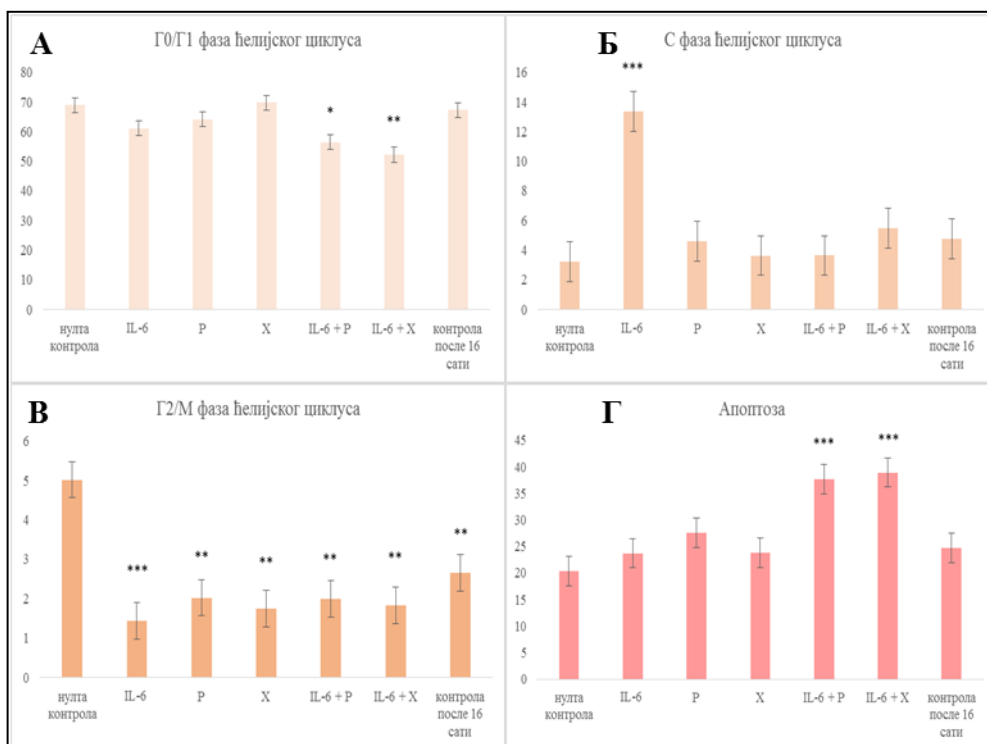 А
Г0/Г1 фаза ћелијског циклуса
80
70
60
50
40
30
20
10
0
*
**
нулта контрола
IL-6
Р
Х
IL-6 + Р
IL-6 + Х
контрола после 16 сати
Б
С фаза ћелијског циклуса
16
14
12
10
8
6
4
2
0
***
нулта контрола
IL-6
Р
Х
IL-6 + Р
IL-6 + Х
контрола после 16 сати
В
Г2/М фаза ћелијског циклуса
6
5
4
3
2
1
0
***
**
**
**
**
**
нулта контрола
IL-6
Р
Х
IL-6 + Р
IL-6 + Х
контрола после 16 сати
Г
Апоптоза
45
40
35
30
25
20
15
10
5
0
***
***
нулта контрола
IL-6
Р
Х
IL-6 + Р
IL-6 + Х
контрола после 16 сати